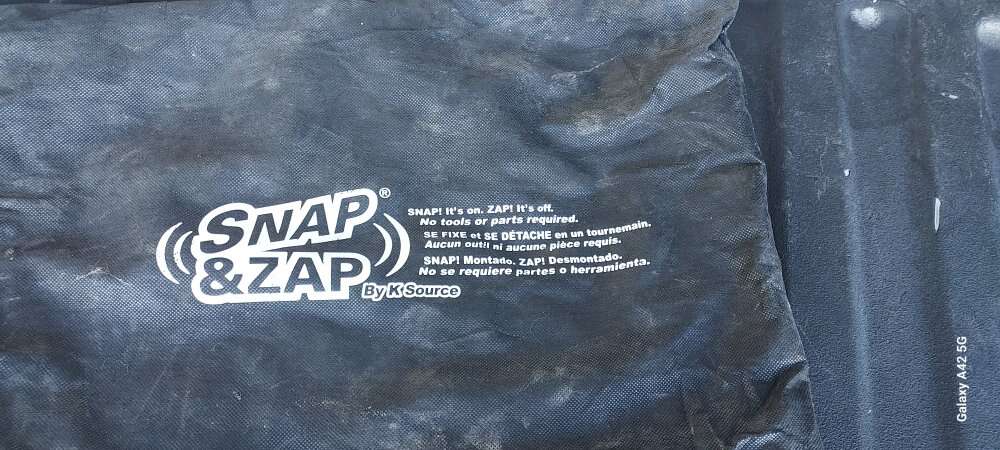 SNAP®
&ZAP
By K Source
SNAP! It's on. ZAP! It's off.
No tools or parts required.
SE FIXE et SE DÉTACHE en un tournemain.
Aucun outil ni aucune pièce requis.
SNAP! Montado. ZAP! Desmontado.
No se requiere partes o herramienta.
Galaxy A42 5G